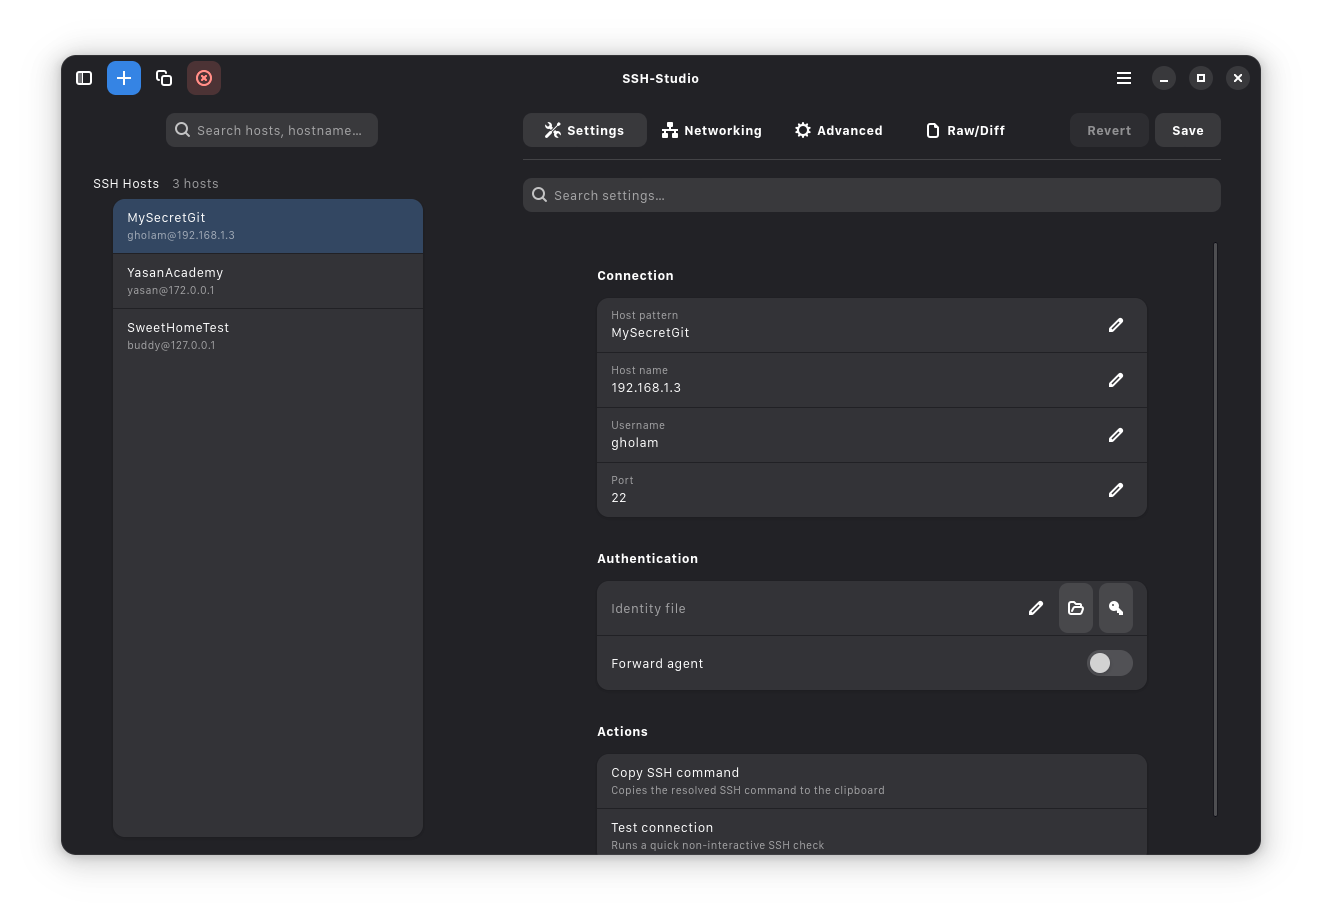 SSH-Studio
Search hosts, hostname...
Settings
Networking
Advanced
Raw/Diff
Revert
Save
SSH Hosts 3 hosts
MySecretGit
gholam@192.168.1.3
YasanAcademy
yasan@172.0.0.1
SweetHomeTest
buddy@127.0.0.1
Search settings...
Connection
Host pattern
MySecretGit
Host name
192.168.1.3
Username
gholam
Port
22
Authentication
Identity file
Forward agent
Actions
Copy SSH command
Copies the resolved SSH command to the clipboard
Test connection
Runs a quick non-interactive SSH check